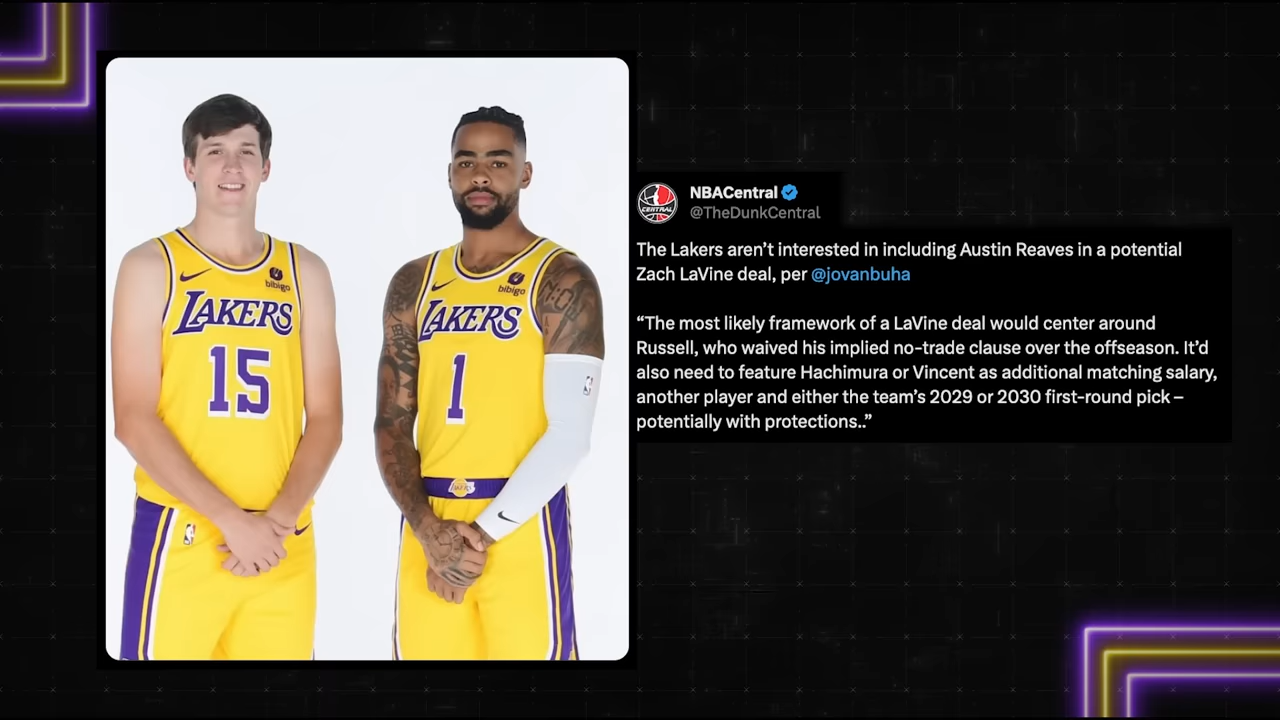 bibigo
LAKERS
15
bibigo
LAKERS
1
LAKERS
CENTRAL
NBACentral
@TheDunkCentral
The Lakers aren’t interested in including Austin Reaves in a potential
Zach LaVine deal, per @jovanbuha
“The most likely framework of a LaVine deal would center around
Russell, who waived his implied no-trade clause over the offseason. It’d
also need to feature Hachimura or Vincent as additional matching salary,
another player and either the team’s 2029 or 2030 first-round pick –
potentially with protections..”